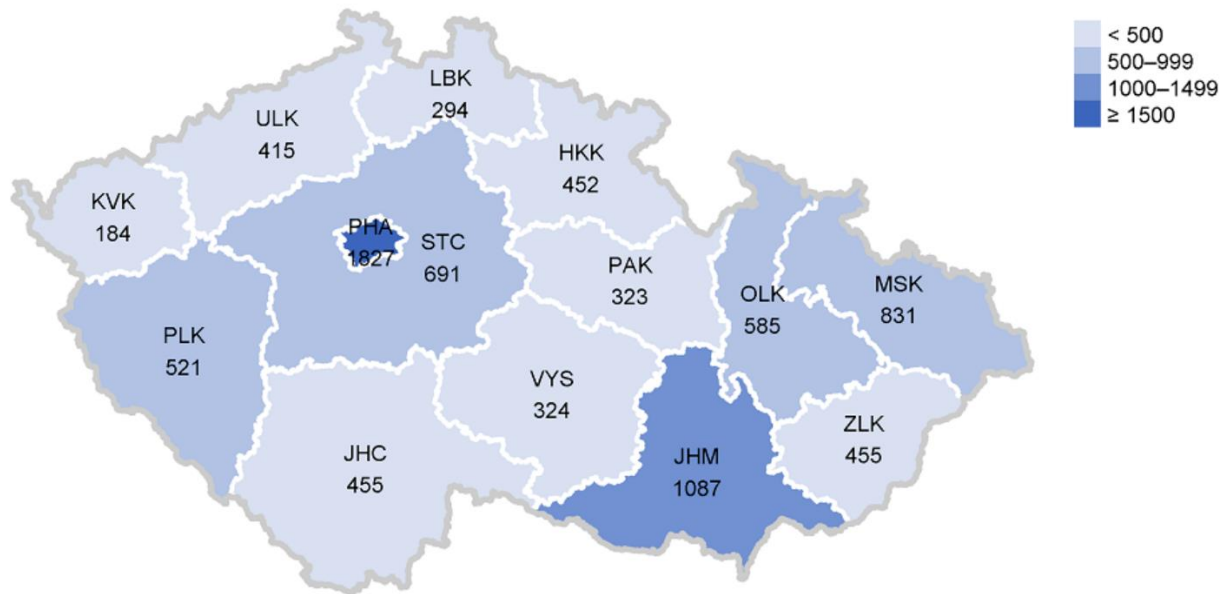 < 500
500–999
1000–1499
≥ 1500
LBK
294
ULK
415
HKK
452
KVK
184
PHA
1827
STC
691
PAK
323
OLK
585
MSK
831
PLK
521
VYS
324
ZLK
455
JHC
455
JHM
1087